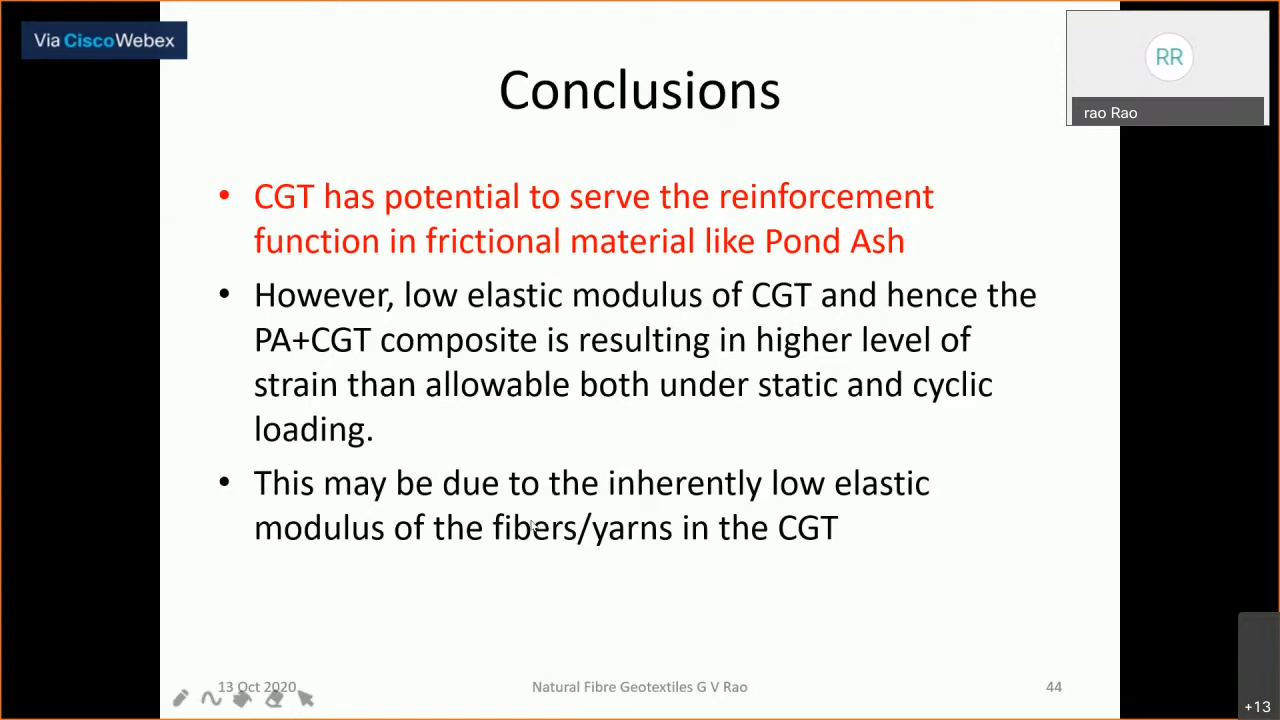 Via CiscoWebex
RR
rao Rao
Conclusions
• CGT has potential to serve the reinforcement
function in frictional material like Pond Ash
• However, low elastic modulus of CGT and hence the
PA+CGT composite is resulting in higher level of
strain than allowable both under static and cyclic
loading.
• This may be due to the inherently low elastic
modulus of the fibers/yarns in the CGT
13 Oct 2020
Natural Fibre Geotextiles G V Rao
44
+13